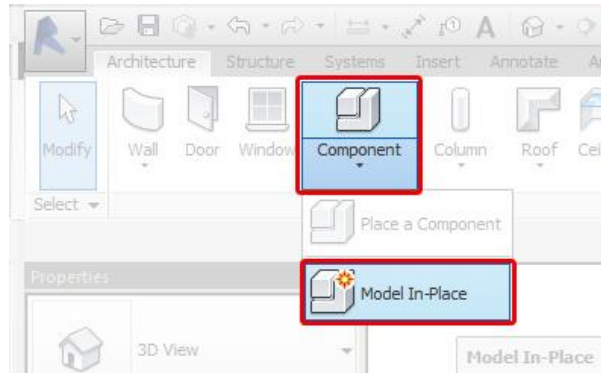 Architecture Structure Systems Insert Annotate
Modify Wall Door Window Component Column Roof
Select
Place a Component
Properties
Model In-Place
3D View
Model In-Place